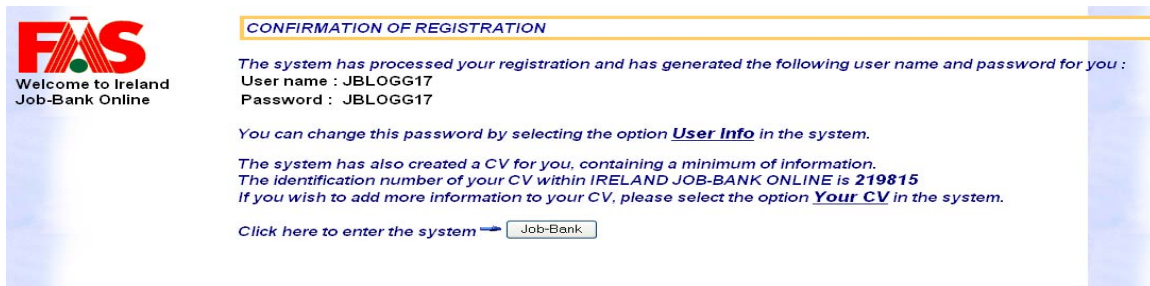 FÁS
Welcome to Ireland
Job-Bank Online
CONFIRMATION OF REGISTRATION
The system has processed your registration and has generated the following user name and password for you :
User name : JBLOGG17
Password : JBLOGG17
You can change this password by selecting the option User Info in the system.
The system has also created a CV for you, containing a minimum of information.
The identification number of your CV within IRELAND JOB-BANK ONLINE is 219815
If you wish to add more information to your CV, please select the option Your CV in the system.
Click here to enter the system Job-Bank